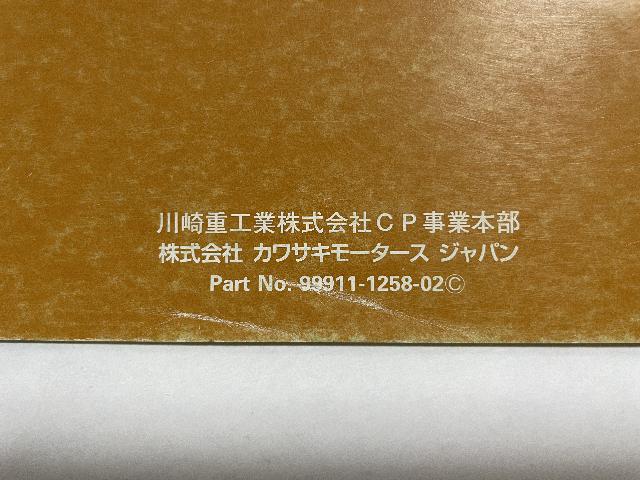 川崎重工業株式会社ＣＰ事業本部
株式会社 カワサキモータース ジャパン
Part No. 99911-1258-02©